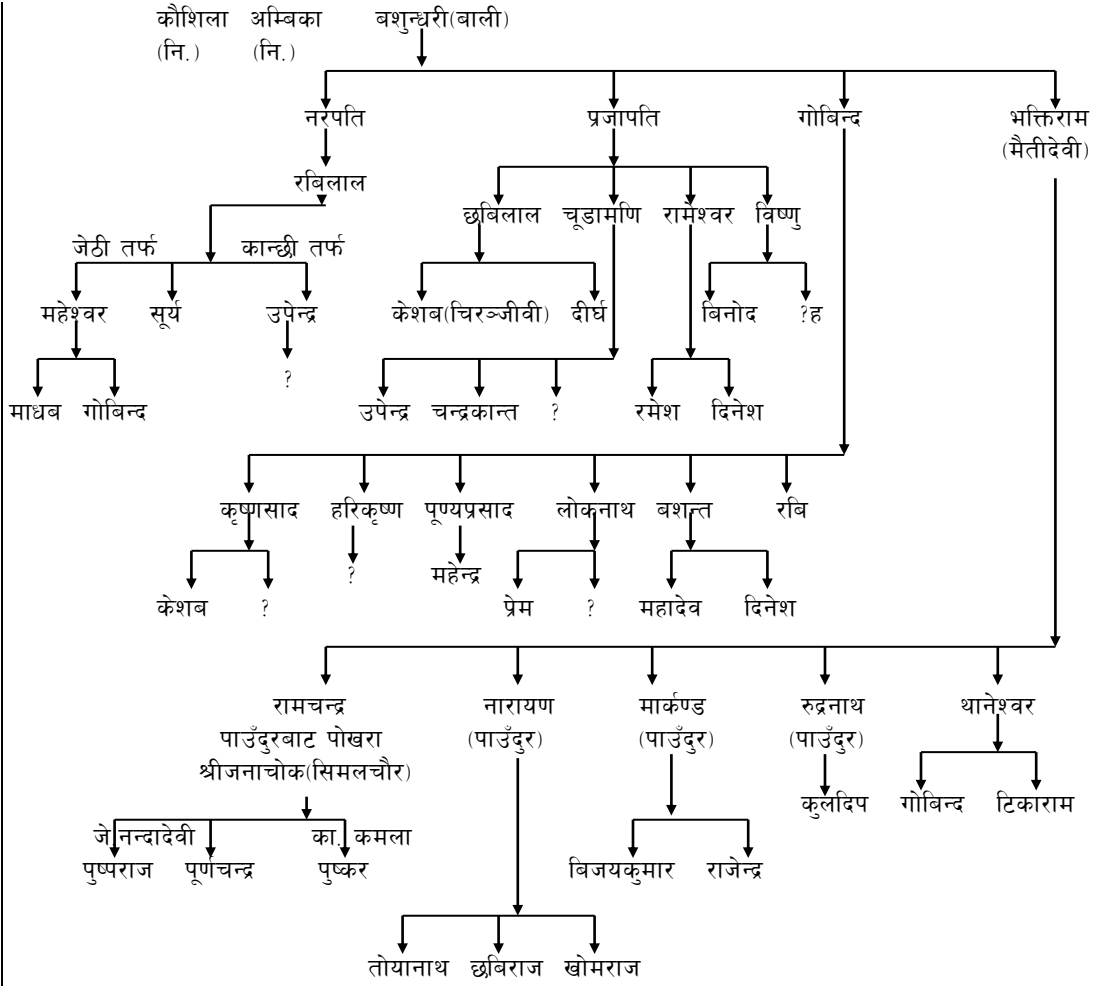 कौशिला अम्बिका बशुन्धरी(बाली)
(नि.) (नि.)
नरपति प्रजापति गोबिन्द भक्तिराम
(मैतीदेवी)
रबिलाल
छबिलाल चूडामणि रामेश्वर विष्णु
जेठी तर्फ कान्छी तर्फ
महेश्वर सूर्य उपेन्द्र केशब(चिरञ्जीवी) दीर्घ बिनोद ?ह
?
माधब गोबिन्द उपेन्द्र चन्द्रकान्त ? रमेश दिनेश
कृष्णसाद हरिकृष्ण पूण्यप्रसाद लोकनाथ बशन्त रबि
? महेन्द्र
केशब ? प्रेम ? महादेव दिनेश
रामचन्द्र नारायण मार्कण्ड रुद्रनाथ थानेश्वर
पाउँदुरबाट पोखरा (पाउँदुर) (पाउँदुर) (पाउँदुर)
श्रीजनाचोक(सिमलचौर)
कुलदिप गोबिन्द टिकाराम
जे.नन्दादेवी का. कमला
पुष्पराज पूर्णचन्द्र पुष्कर बिजयकुमार राजेन्द्र
तोयानाथ छबिराज खोमराज